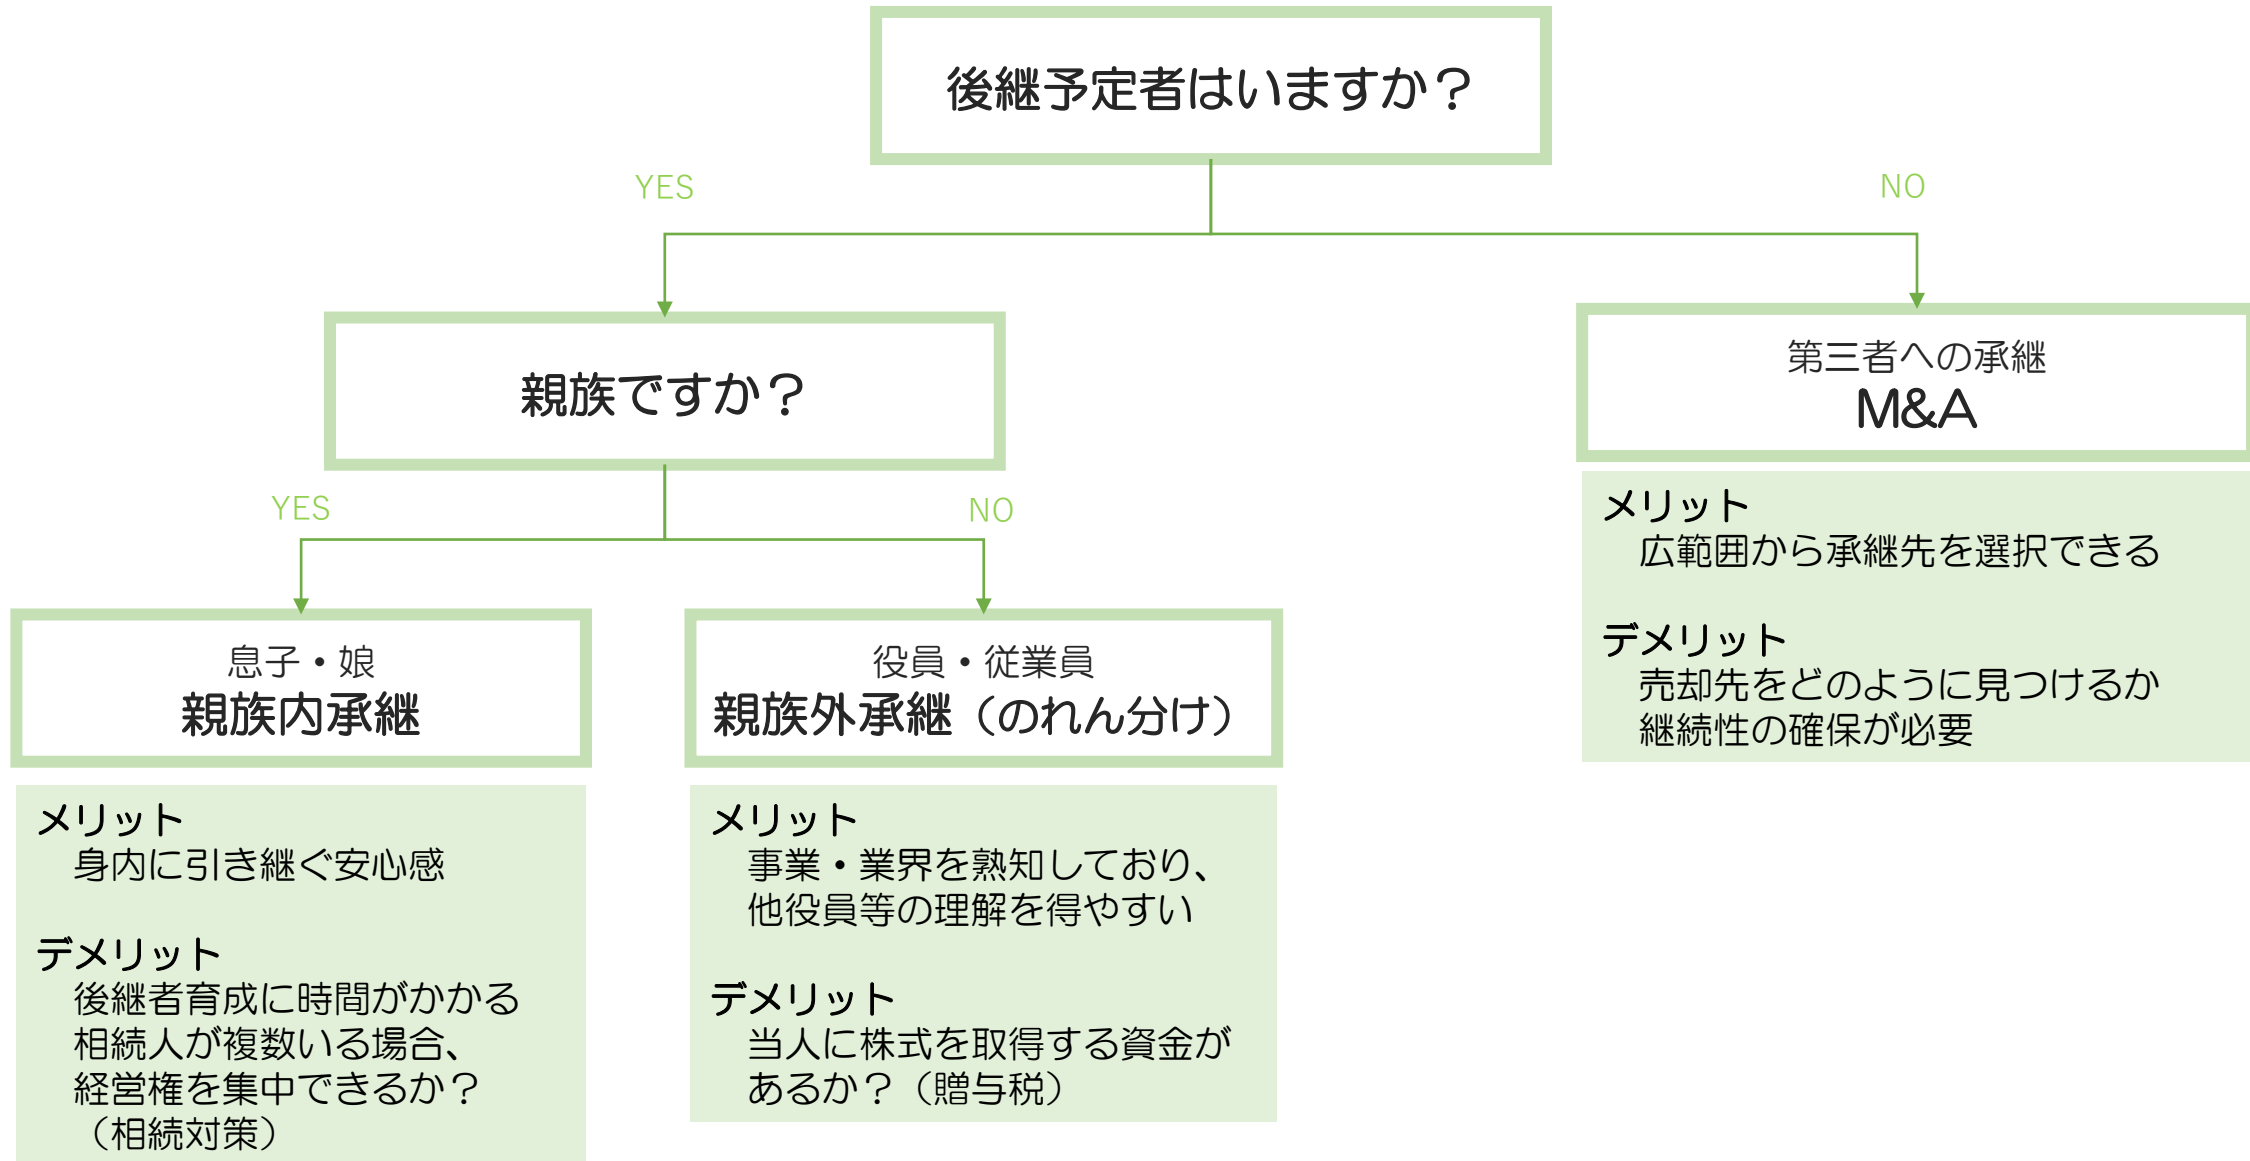 後継予定者はいますか？
YES
NO
親族ですか？
第三者への承継
M&A
YES
NO
メリット
広範囲から承継先を選択できる
デメリット
売却先をどのように見つけるか
継続性の確保が必要
息子・娘
親族内承継
役員・従業員
親族外承継（のれん分け）
メリット
身内に引き継ぐ安心感
デメリット
後継者育成に時間がかかる
相続人が複数いる場合、
経営権を集中できるか？
（相続対策）
メリット
事業・業界を熟知しており、
他役員等の理解を得やすい
デメリット
当人に株式を取得する資金が
あるか？（贈与税）